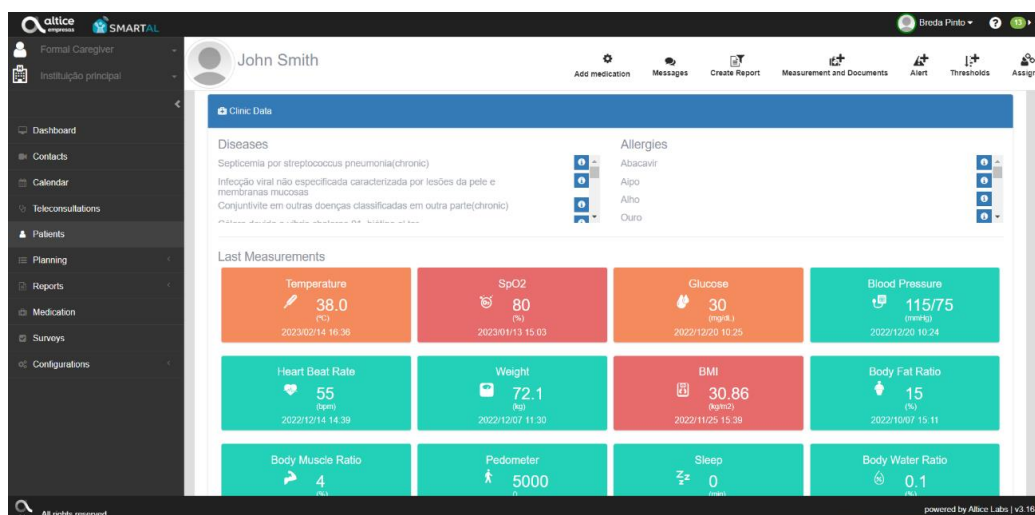 altice
empresas
SMARTAL
Breda Pinto
?
13
Formal Caregiver
Instituição principal
John Smith
Add medication
Messages
Create Report
Measurement and Documents
Alert
Thresholds
Assign
Dashboard
Contacts
Calendar
Teleconsultations
Patients
Planning
Reports
Medication
Surveys
Configurations
Clinic Data
Diseases
Septicemia por streptococcus pneumonia(chronic)
Infecção viral não especificada caracterizada por lesões da pele e
membranas mucosas
Conjuntivite em outras doenças classificadas em outra parte(chronic)
Allergies
Abacavir
Aipo
Alho
Ouro
Last Measurements
Temperature
38.0
(ºC)
2023/02/14 16:36
SpO2
80
(%)
2023/01/13 15:03
Glucose
30
(mg/dL)
2022/12/20 10:25
Blood Pressure
115/75
(mmHg)
2022/12/20 10:24
Heart Beat Rate
55
(bpm)
2022/12/14 14:39
Weight
72.1
(kg)
2022/12/07 11:30
BMI
30.86
(kg/m2)
2022/11/25 15:39
Body Fat Ratio
15
(%)
2022/10/07 15:11
Body Muscle Ratio
4
(%)
Pedometer
5000
Sleep
0
(min)
Body Water Ratio
0.1
(%)
All rights reserved
powered by Altice Labs | v3.16